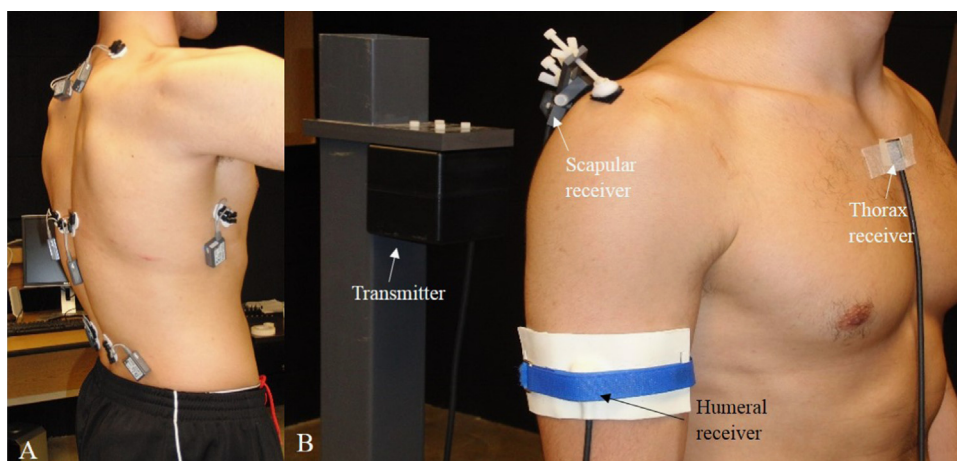 A
B
Scapular
receiver
Thorax
receiver
Transmitter
Humeral
receiver